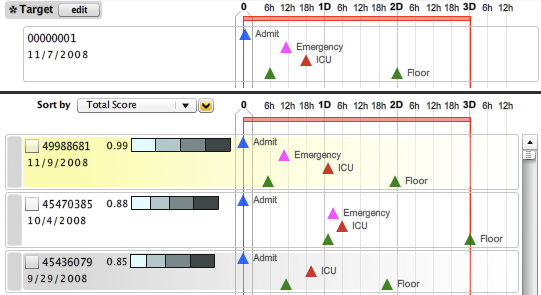 ✱ Target edit
0 6h 12h 18h 1D 6h 12h 18h 2D 6h 12h 18h 3D 6h 12h
00000001 Admit
11/7/2008 Emergency
ICU
Floor
Sort by Total Score
0 6h 12h 18h 1D 6h 12h 18h 2D 6h 12h 18h 3D 6h 12h
49988681 0.99 Admit
11/9/2008 Emergency
ICU
Floor
45470385 0.88 Admit
10/4/2008 Emergency
ICU
Floor
45436079 0.85 Admit
9/29/2008 ICU
Floor